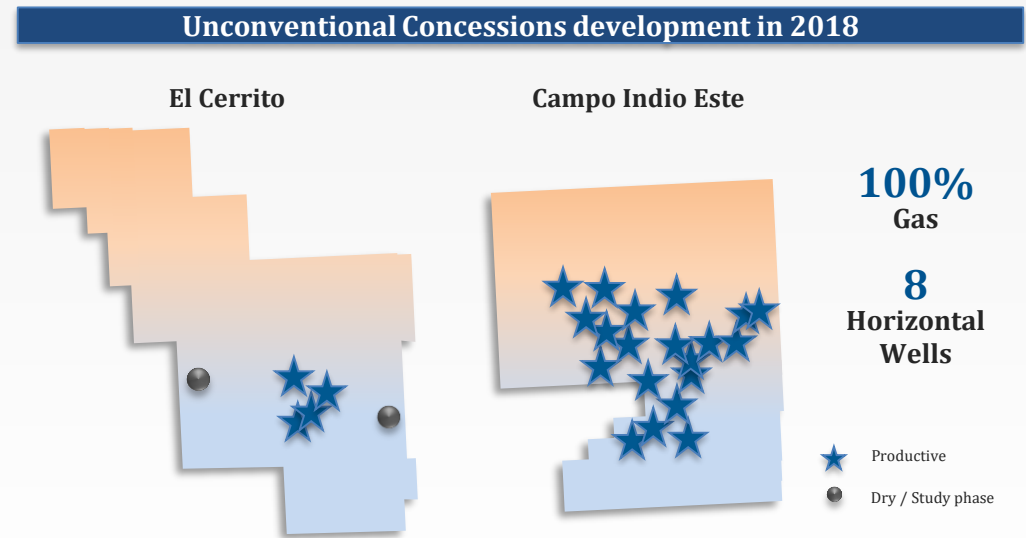 Unconventional Concessions development in 2018
El Cerrito
Campo Indio Este
100%
Gas
8
Horizontal
Wells
Productive
Dry / Study phase